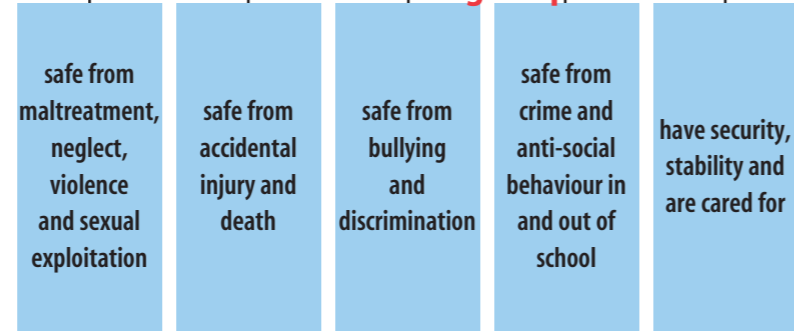 safe from
maltreatment,
neglect,
violence
and sexual
exploitation
safe from
accidental
injury and
death
safe from
bullying
and
discrimination
safe from
crime and
anti-social
behaviour in
and out of
school
have security,
stability and
are cared for